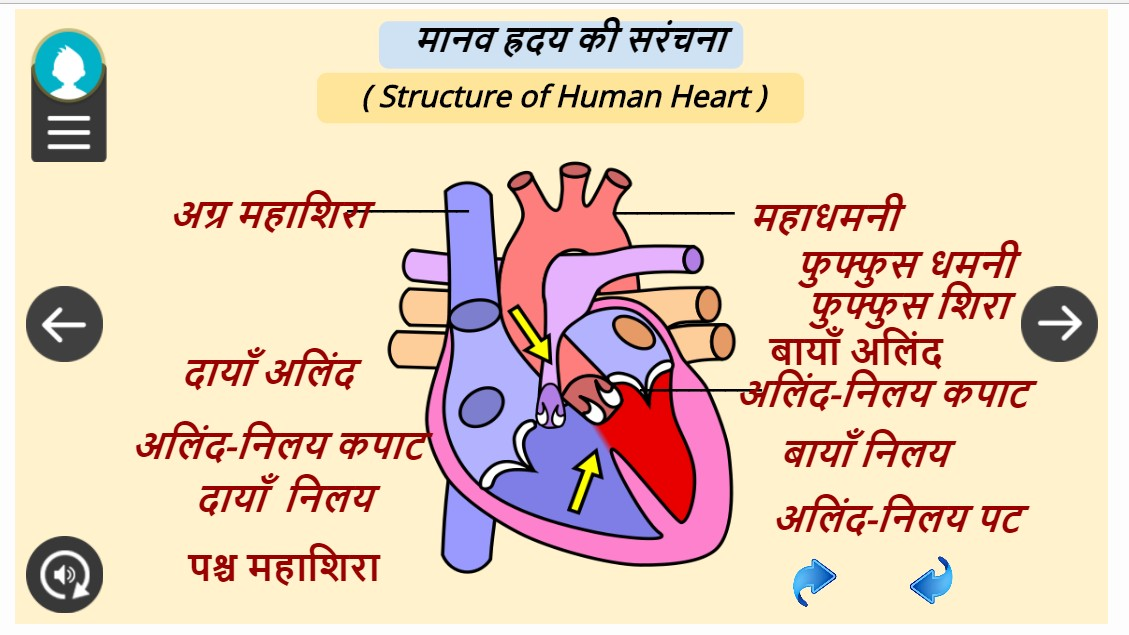 मानव ह्रदय की सरंचना
( Structure of Human Heart )
अग्र महाशिरा
महाधमनी
फुफ्फुस धमनी
फुफ्फुस शिरा
बायाँ अलिंद
दायाँ अलिंद
अलिंद-निलय कपाट
अलिंद-निलय कपाट
बायाँ निलय
दायाँ निलय
अलिंद-निलय पट
पश्च महाशिरा